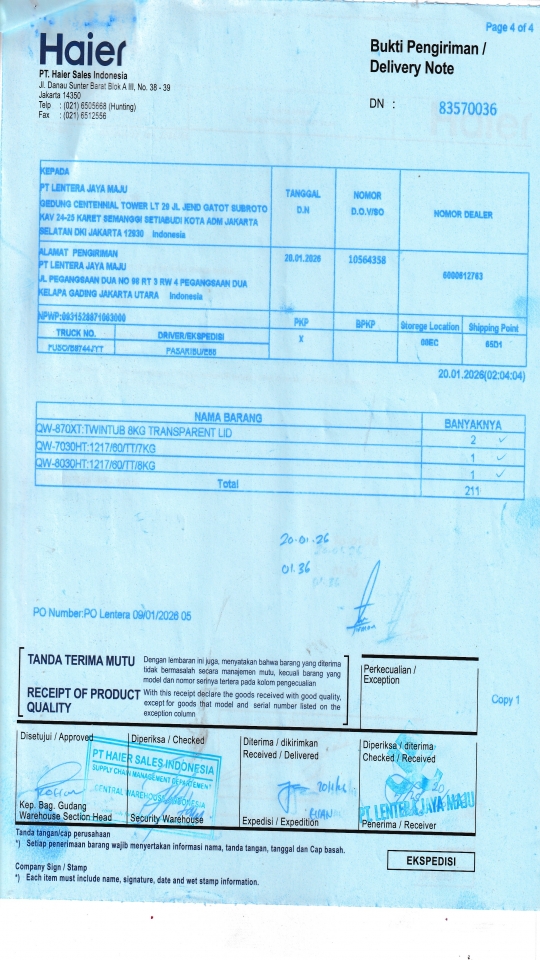 Page 4 of 4
Haier
PT. Haier Sales Indonesia
Jl. Danau Sunter Barat Blok A III, No. 38 - 39
Jakarta 14350
Telp : (021) 6505668 (Hunting)
Fax : (021) 6512556
Bukti Pengiriman /
Delivery Note
DN : 83570036
KEPADA
PT LENTERA JAYA MAJU
GEDUNG CENTENNIAL TOWER LT 29 JL JEND GATOT SUBROTO
KAV 24-25 KARET SEMANGGI SETIABUDI KOTA ADM JAKARTA
SELATAN DKI JAKARTA 12930 Indonesia
TANGGAL
D.N
NOMOR
D.O.V/SO
NOMOR DEALER
ALAMAT PENGIRIMAN
PT LENTERA JAYA MAJU
JL PEGANGSAAN DUA NO 98 RT 3 RW 4 PEGANGSAAN DUA
KELAPA GADING JAKARTA UTARA Indonesia
20.01.2026
10564358
6000612763
PKP
BPKP
Storege Location
Shipping Point
TRUCK NO.
DRIVER/EKSPEDISI
X
65D1
20.01.2026(02:04:04)
NAMA BARANG
BANYAKNYA
QW-870XT:TWINTUB 8KG TRANSPARENT LID
2
QW-7030HT:1217/60/TT/7KG
1
QW-8030HT:1217/60/TT/8KG
1
Total
211
20-01-26
01.36
PO Number:PO Lentera 09/01/2026 05
TANDA TERIMA MUTU
Dengan lembaran ini juga, menyatakan bahwa barang yang diterima
tidak bermasalah secara manajemen mutu, kecuali barang yang
model dan nomor serinya tertera pada kolom pengecualian
RECEIPT OF PRODUCT
QUALITY
With this receipt declare the goods received with good quality,
except for goods that model and serial number listed on the
exception column
Perkecualian /
Exception
Copy 1
Disetujui / Approved
Diperiksa / Checked
Diterima / dikirimkan
Received / Delivered
Diperiksa / diterima
Checked / Received
PT HAIER SALES INDONESIA
SUPPLY CHAIN MANAGEMENT DEPARTEMENT
CENTRAL WAREHOUSE INDONESIA
PT LENTERA JAYA MAJU
Kep. Bag. Gudang
Warehouse Section Head
Security Warehouse
Expedisi / Expedition
Penerima / Receiver
Tanda tangan/cap perusahaan
*) Setiap penerimaan barang wajib menyertakan informasi nama, tanda tangan, tanggal dan Cap basah.
EKSPEDISI
Company Sign / Stamp
*) Each item must include name, signature, date and wet stamp information.